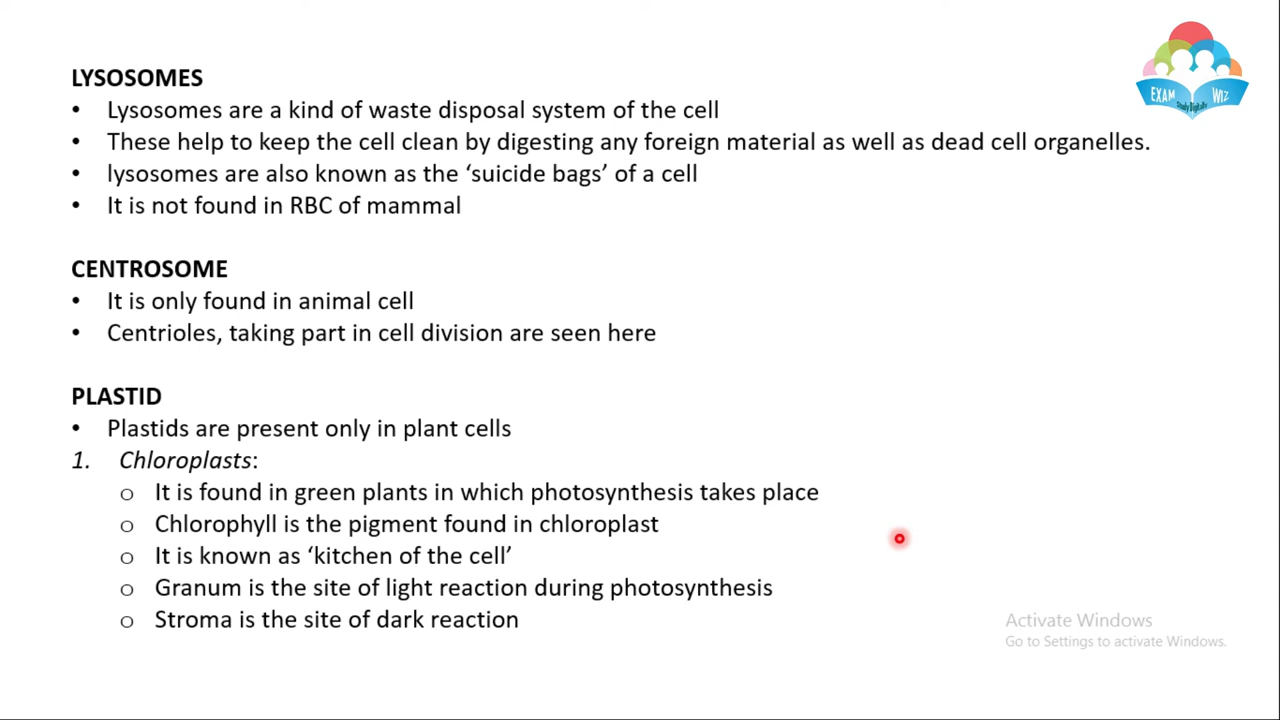 EXAM WIZ
Study Digitally
LYSOSOMES
• Lysosomes are a kind of waste disposal system of the cell
• These help to keep the cell clean by digesting any foreign material as well as dead cell organelles.
• lysosomes are also known as the ‘suicide bags’ of a cell
• It is not found in RBC of mammal
CENTROSOME
• It is only found in animal cell
• Centrioles, taking part in cell division are seen here
PLASTID
• Plastids are present only in plant cells
1. Chloroplasts:
o It is found in green plants in which photosynthesis takes place
o Chlorophyll is the pigment found in chloroplast
o It is known as ‘kitchen of the cell’
o Granum is the site of light reaction during photosynthesis
o Stroma is the site of dark reaction
Activate Windows
Go to Settings to activate Windows.